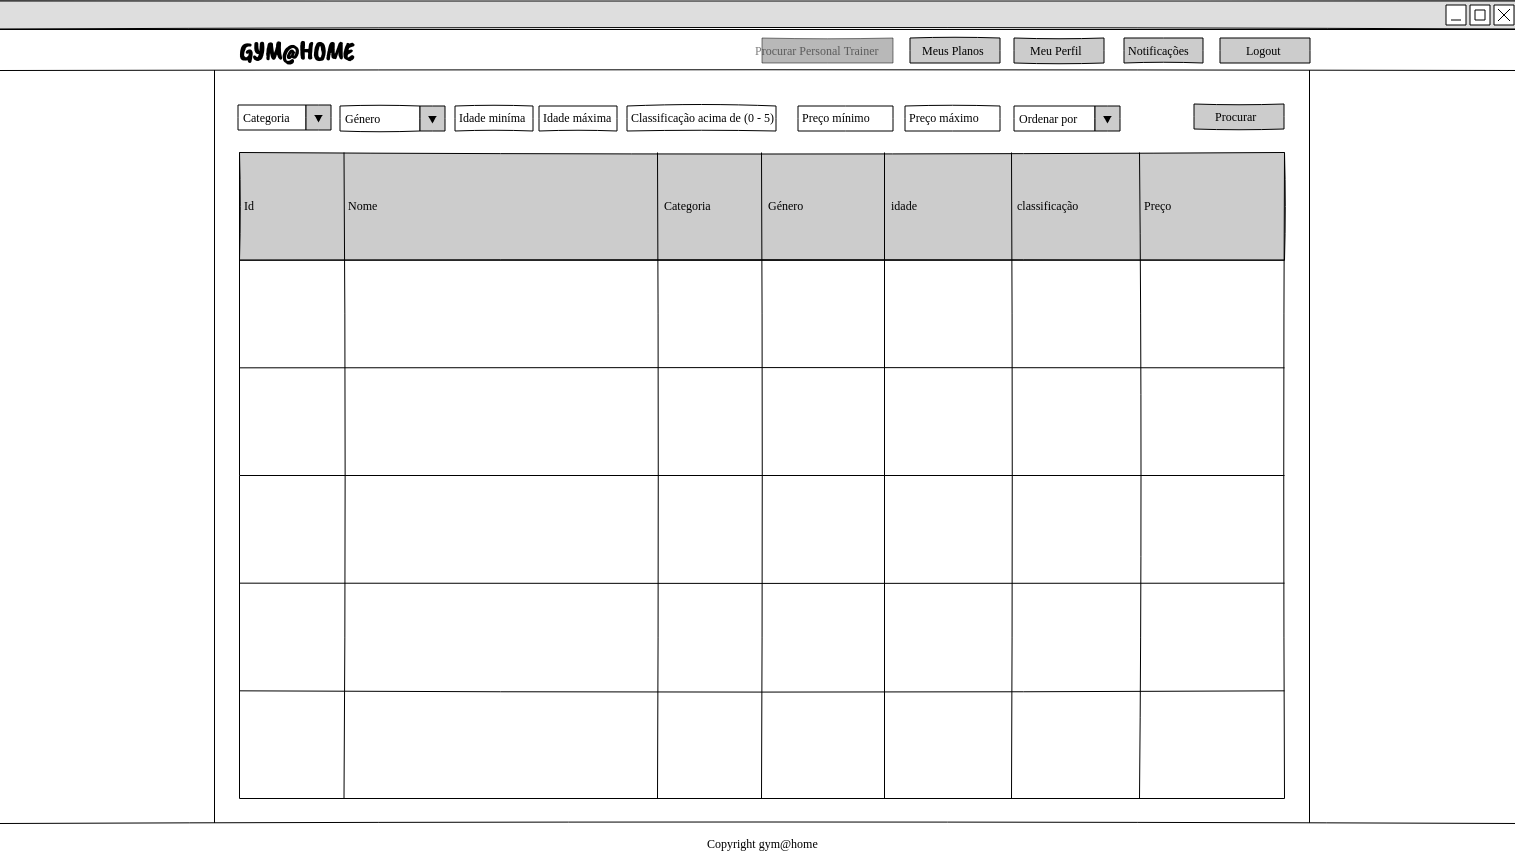 GYM@HOME
Procurar Personal Trainer
Meus Planos
Meu Perfil
Notificações
Logout
Categoria
Género
Idade miníma
Idade máxima
Classificação acima de (0 - 5)
Preço mínimo
Preço máximo
Ordenar por
Procurar
Id
Nome
Categoria
Género
idade
classificação
Preço
Copyright gym@home